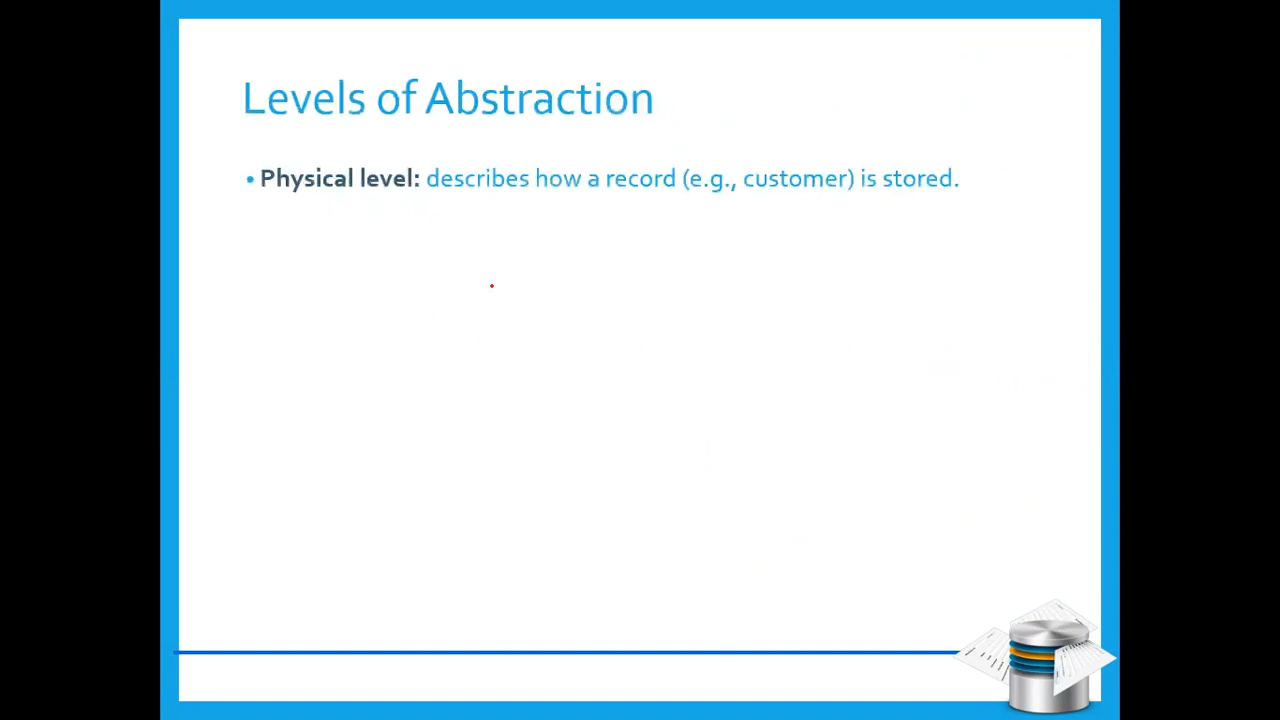 Levels of Abstraction
• Physical level: describes how a record (e.g., customer) is stored.